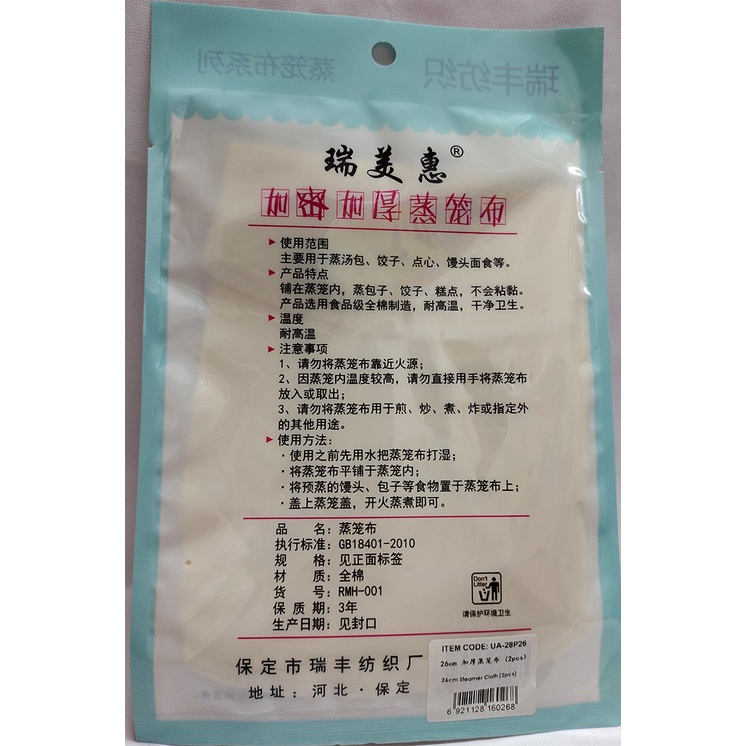 蒸笼布系列
瑞丰纺织
瑞美惠®
加密加厚蒸笼布
▶ 使用范围
主要用于蒸汤包、饺子、点心、馒头面食等。
▶ 产品特点
铺在蒸笼内，蒸包子、饺子、糕点，不会粘黏。
产品选用食品级全棉制造，耐高温，干净卫生。
▶ 温度
耐高温
▶ 注意事项
1、请勿将蒸笼布靠近火源；
2、因蒸笼内温度较高，请勿直接用手将蒸笼布
放入或取出；
3、请勿将蒸笼布用于煎、炒、煮、炸或指定外
的其他用途。
▶ 使用方法：
·使用之前先用水把蒸笼布打湿；
·将蒸笼布平铺于蒸笼内；
·将预蒸的馒头、包子等食物置于蒸笼布上；
·盖上蒸笼盖，开火蒸煮即可。
品 名：蒸笼布
执行标准：GB18401-2010
规 格：见正面标签
材 质：全棉
货 号：RMH-001
保 质 期：3年
生产日期：见封口
Don't
Litter
请保护环境卫生
保定市瑞丰纺织厂
地址：河北·保定
ITEM CODE: UA-28P26
26cm 加厚蒸笼布 (2pcs)
26cm Steamer Cloth (2pcs)
6 921128 160268